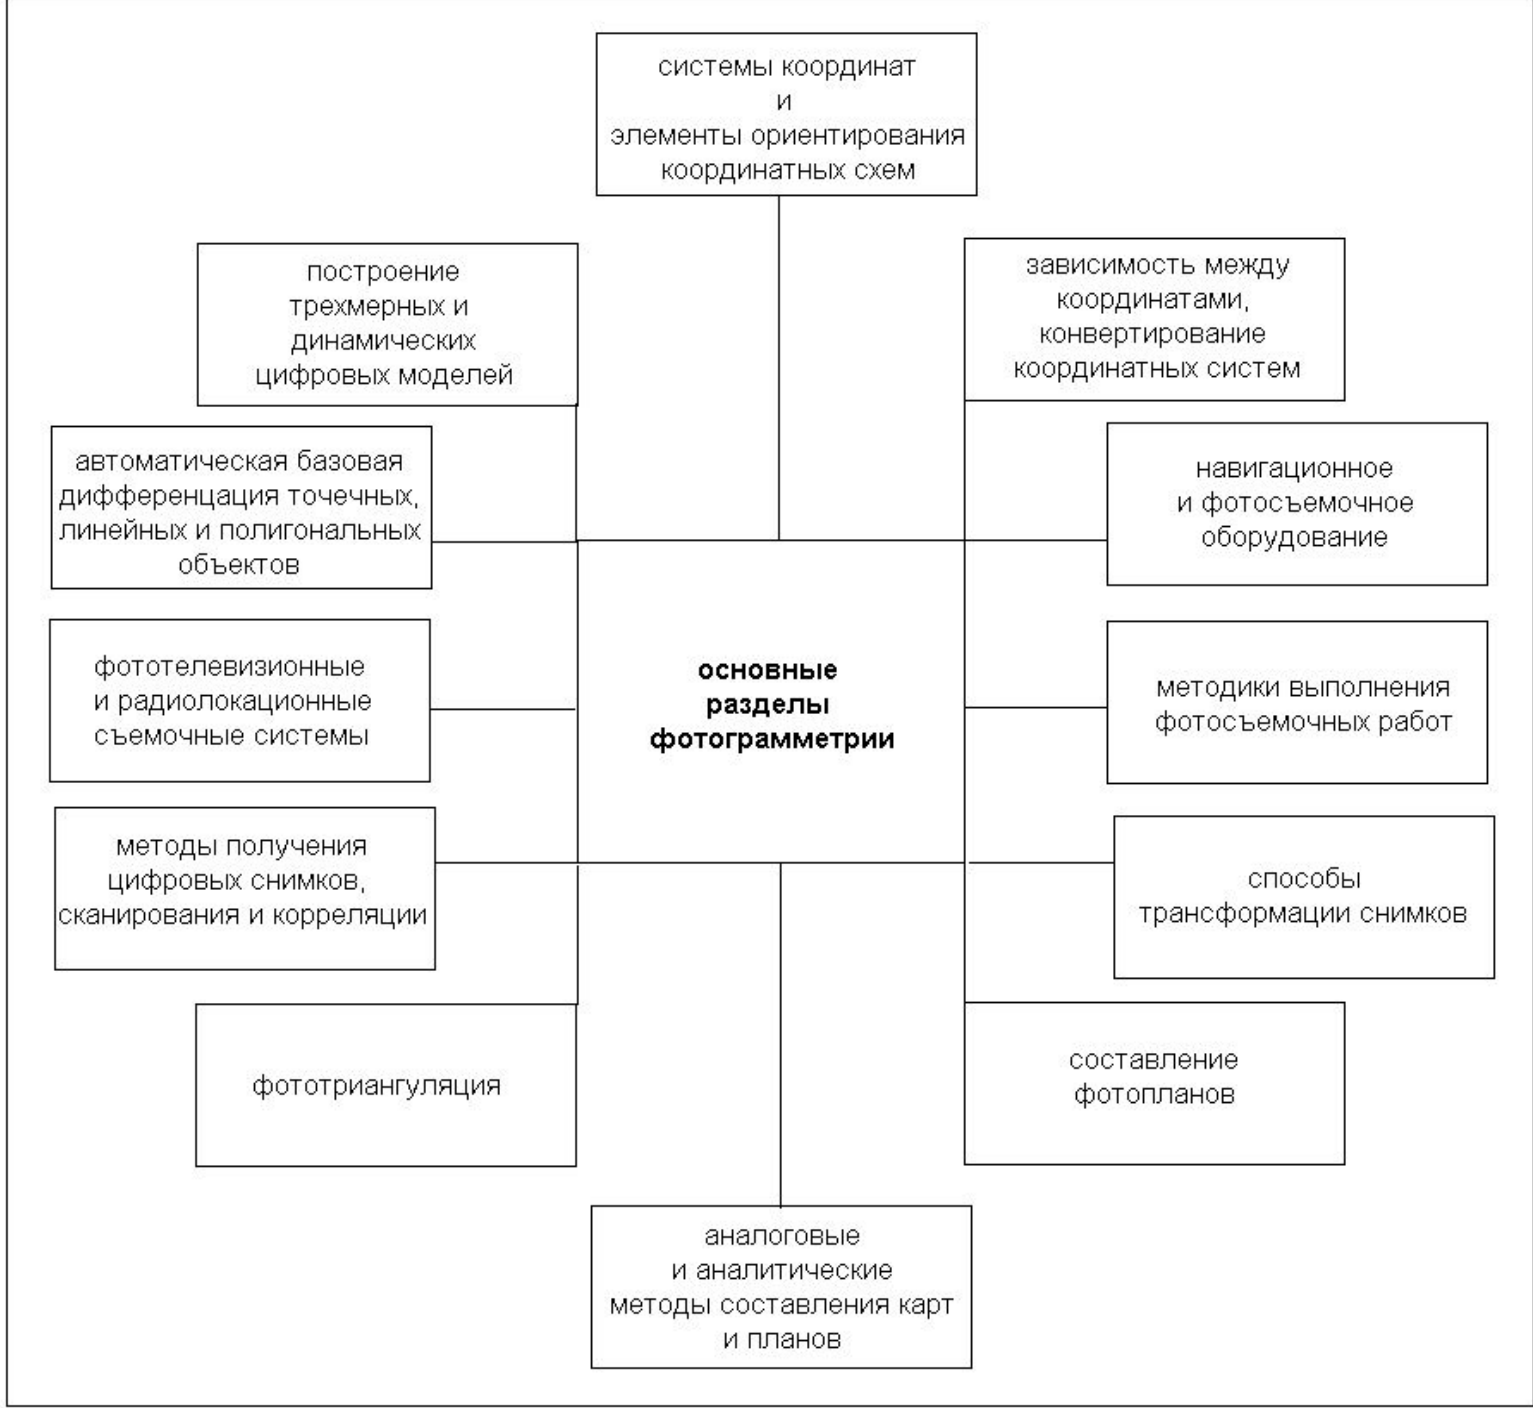 системы координат
и
элементы ориентирования
координатных схем
построение
трехмерных и
динамических
цифровых моделей
зависимость между
координатами,
конвертирование
координатных систем
автоматическая базовая
дифференцация точечных,
линейных и полигональных
объектов
навигационное
и фотосъемочное
оборудование
фототелевизионные
и радиолокационные
съемочные системы
основные
разделы
фотограмметрии
методики выполнения
фотосъемочных работ
методы получения
цифровых снимков,
сканирования и корреляции
способы
трансформации снимков
фототриангуляция
составление
фотопланов
аналоговые
и аналитические
методы составления карт
и планов